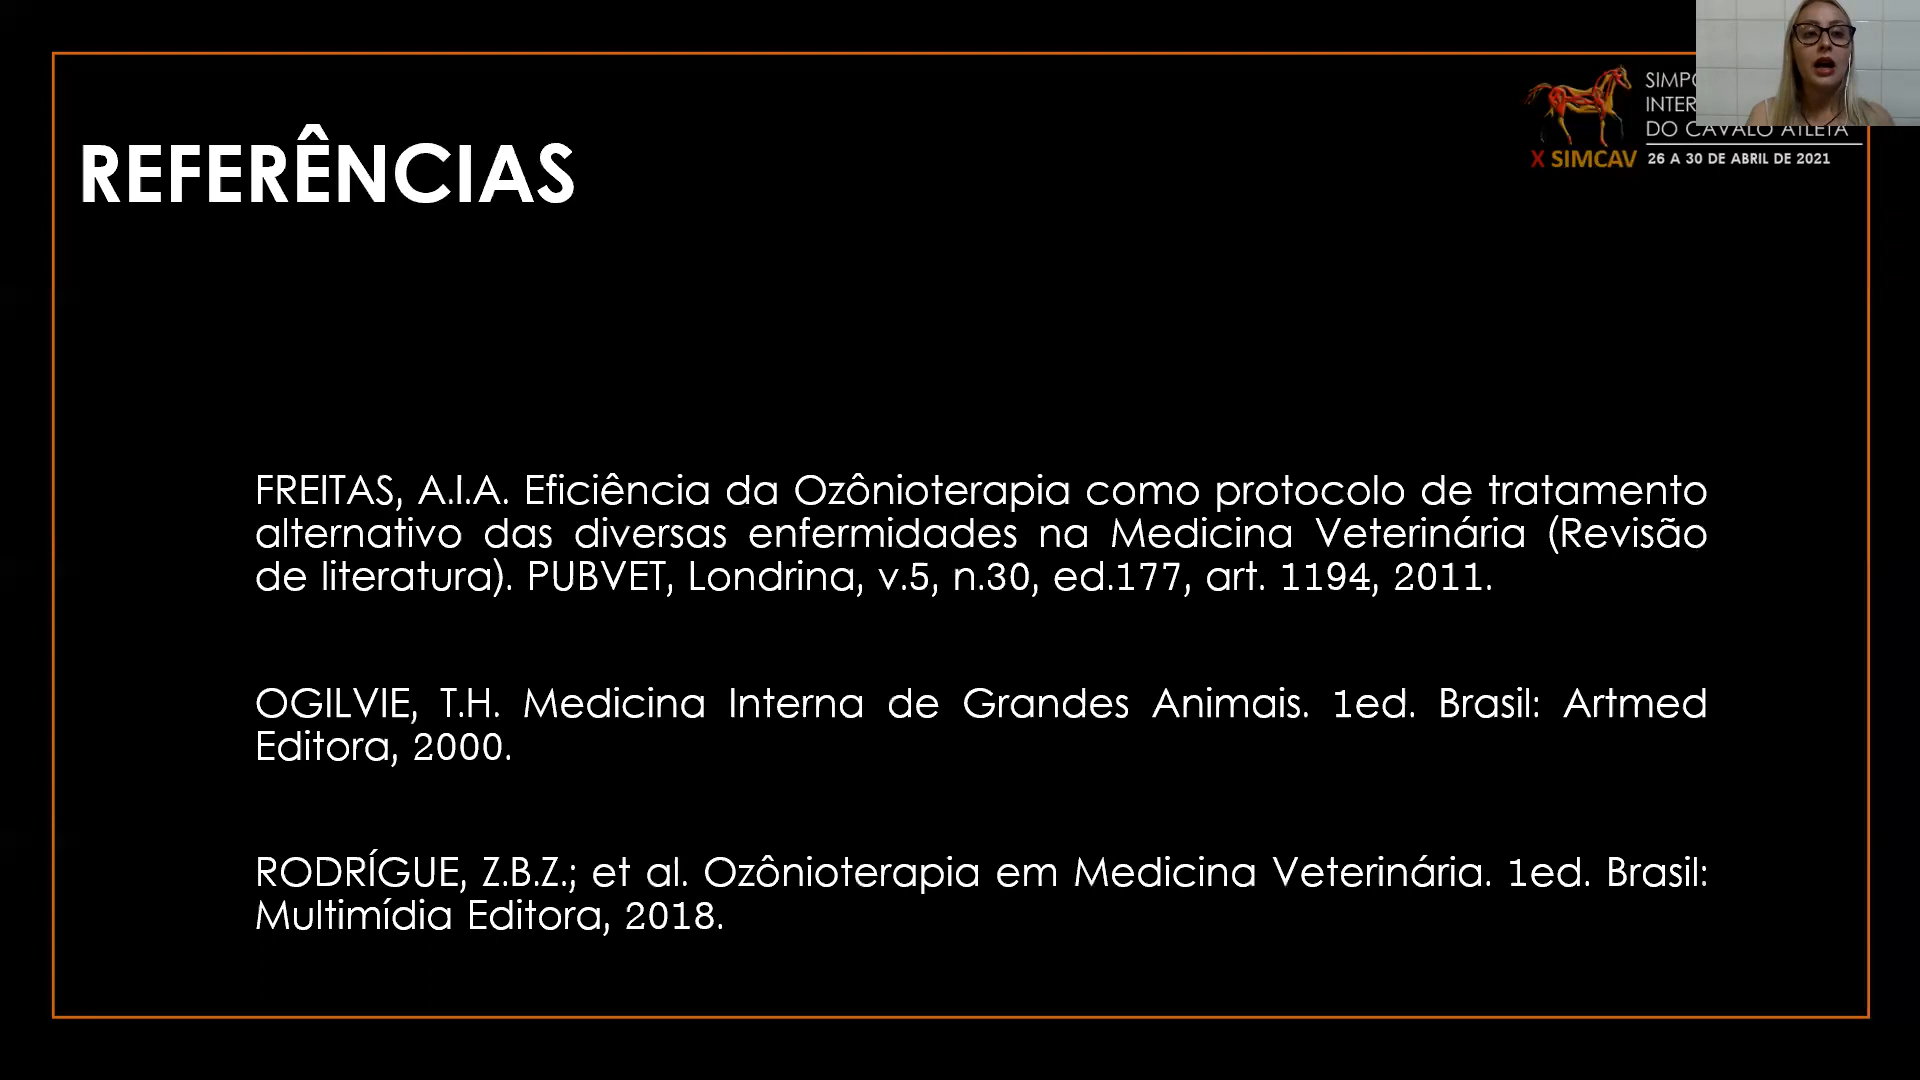 DO CAVALO ATLETA
X SIMCAV
26 A 30 DE ABRIL DE 2021
REFERÊNCIAS
FREITAS, A.I.A. Eficiência da Ozônioterapia como protocolo de tratamento
alternativo das diversas enfermidades na Medicina Veterinária (Revisão
de literatura). PUBVET, Londrina, v.5, n.30, ed.177, art. 1194, 2011.
OGILVIE, T.H. Medicina Interna de Grandes Animais. 1ed. Brasil: Artmed
Editora, 2000.
RODRÍGUE, Z.B.Z.; et al. Ozônioterapia em Medicina Veterinária. 1ed. Brasil:
Multimídia Editora, 2018.